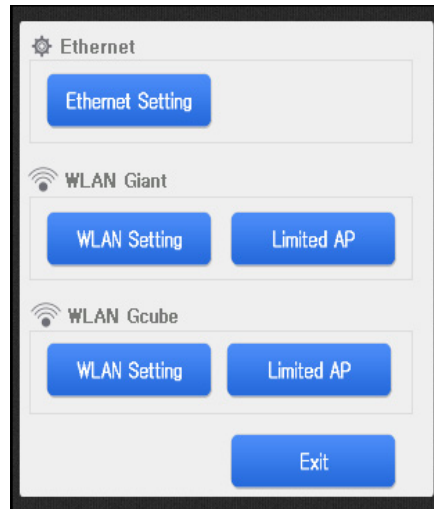 Ethernet
Ethernet Setting
WLAN Giant
WLAN Setting Limited AP
WLAN Gcube
WLAN Setting Limited AP
Exit